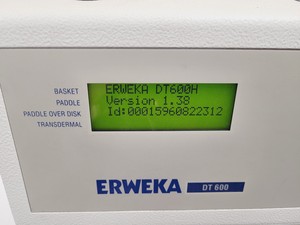 BASKET
PADDLE
PADDLE OVER DISK
TRANSDERMAL
ERWEKA DT600H
Version 1.38
Id:00015960822312
ERWEKA DT 600